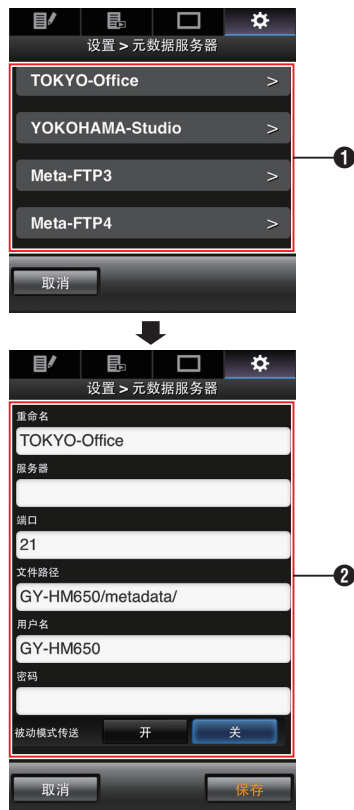 设置 > 元数据服务器
TOKYO-Office >
YOKOHAMA-Studio >
❶
Meta-FTP3 >
Meta-FTP4 >
取消
设置 > 元数据服务器
重命名
TOKYO-Office
服务器
端口
21
文件路径
❷
GY-HM650/metadata/
用户名
GY-HM650
密码
被动模式传送 开 关
取消 保存